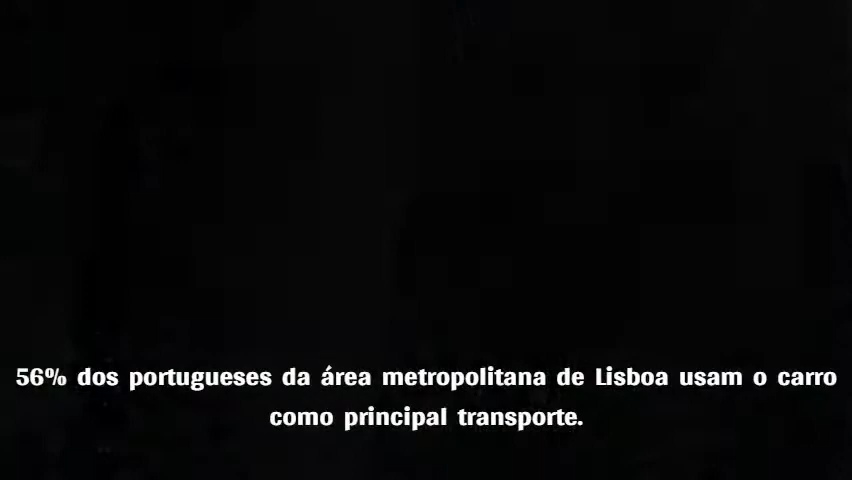 56% dos portugueses da área metropolitana de Lisboa usam o carro
como principal transporte.